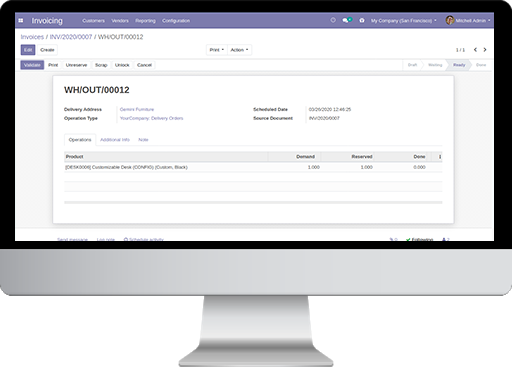 Invoicing Customers Vendors Reporting Configuration My Company (San Francisco) Mitchell Admin
Invoices / INV/2020/0007 / WH/OUT/00012
Edit Create Print Action 1 / 1
Validate Print Unreserve Scrap Unlock Cancel Draft Waiting Ready Done
WH/OUT/00012
Delivery Address Gemini Furniture Scheduled Date 03/26/2020 12:46:25
Operation Type YourCompany: Delivery Orders Source Document INV/2020/0007
Operations Additional Info Note
Product Demand Reserved Done
[DESK0006] Customizable Desk (CONFIG) (Custom, Black) 1.000 1.000 0.000
Send message Log note Schedule activity Following